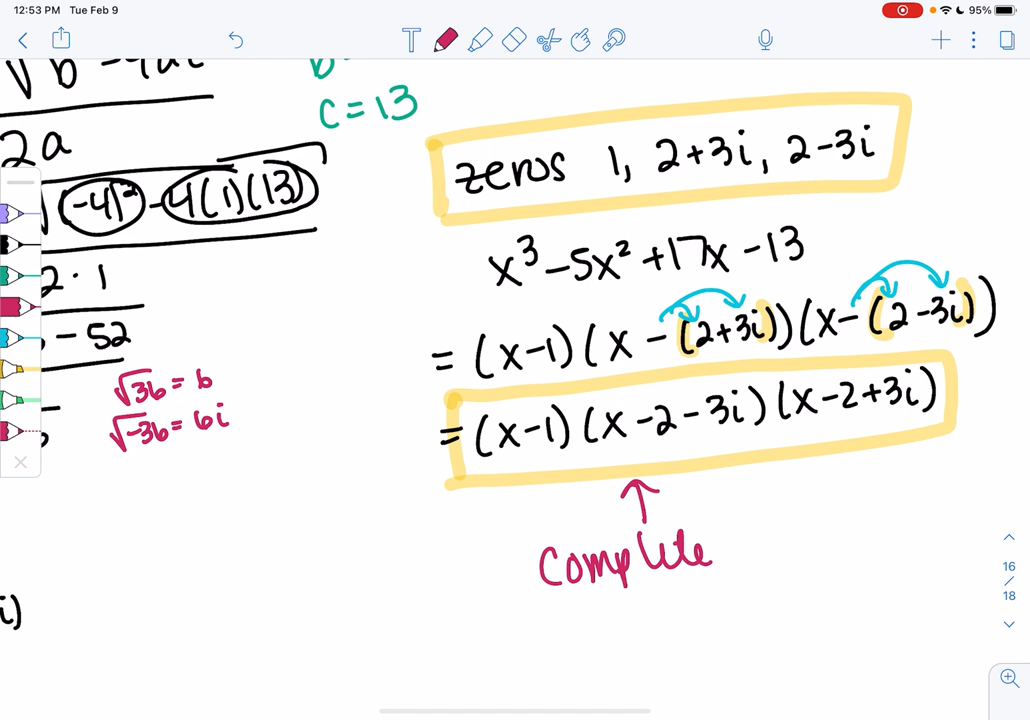 12:53 PM Tue Feb 9
95%
T
√b -4ac
2a
c = 13
(-4)² -4(1)(13)
2 · 1
- 52
√36 = 6
√-36 = 6i
i)
zeros 1, 2+3i, 2-3i
x³ -5x² +17x -13
= (x-1)(x -(2+3i))(x-(2-3i))
= (x-1)(x-2-3i)(x-2+3i)
↑
Complete
16
/
18